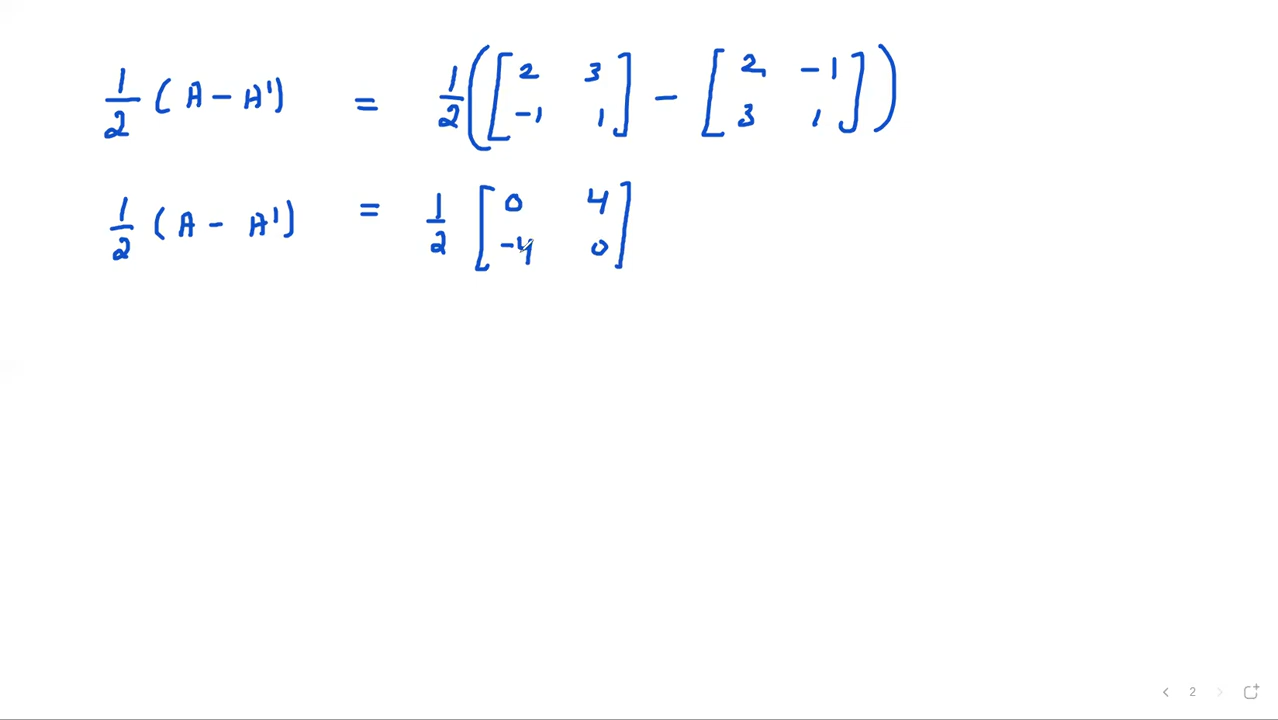 1/2 (A - A') = 1/2 ([2 3; -1 1] - [2 -1; 3 1])
1/2 (A - A') = 1/2 [0 4; -4 0]
2